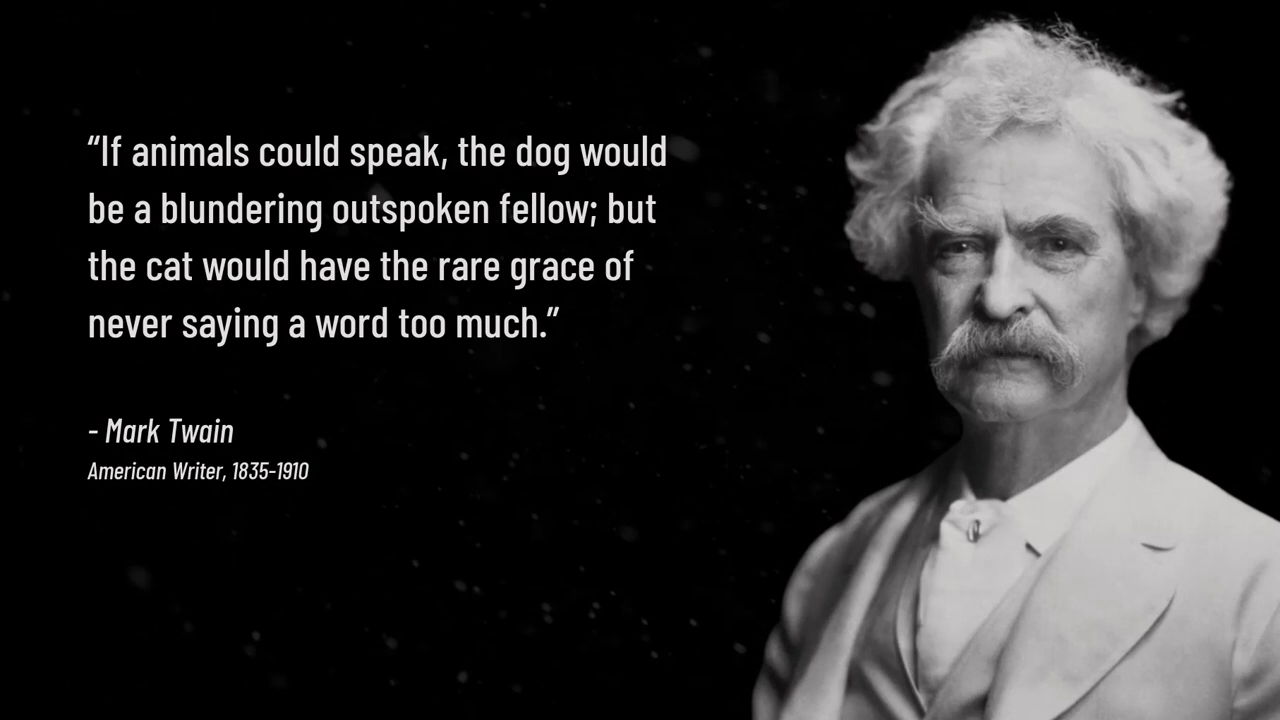 “If animals could speak, the dog would
be a blundering outspoken fellow; but
the cat would have the rare grace of
never saying a word too much.”
- Mark Twain
American Writer, 1835-1910